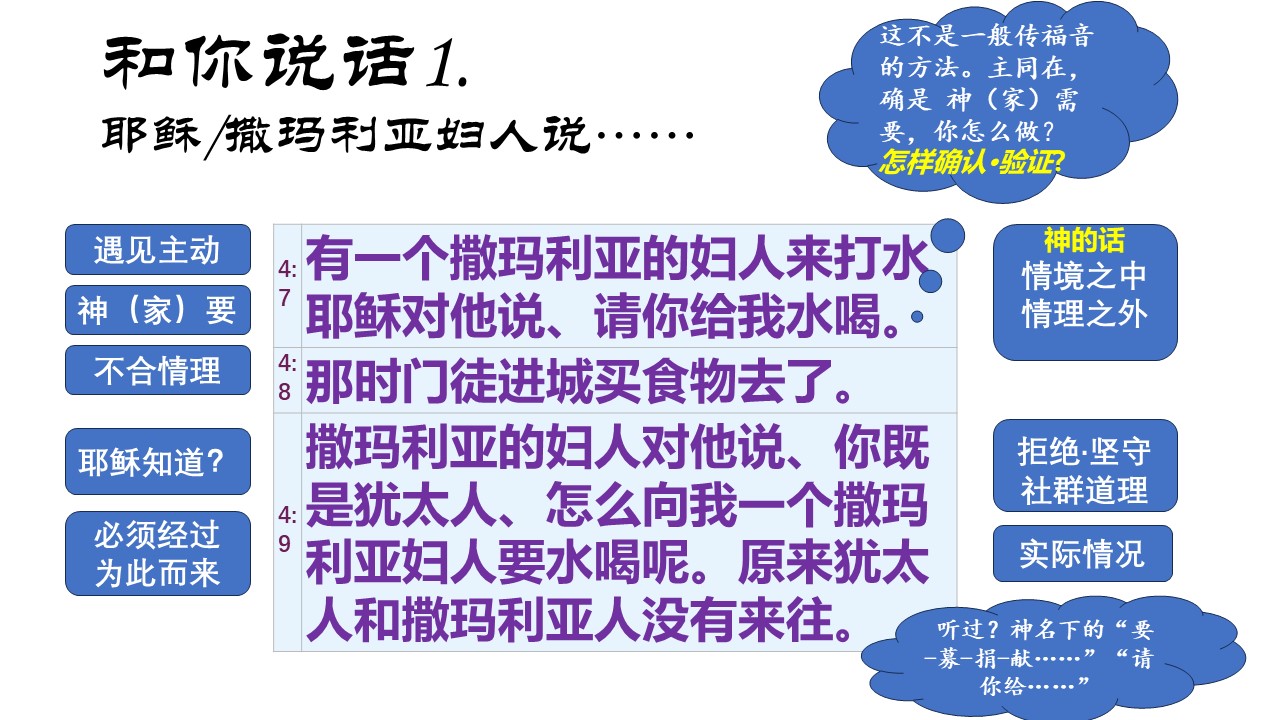 和你说话1.
耶稣/撒玛利亚妇人说……
这不是一般传福音
的方法。主同在，
确是 神（家）需
要，你怎么做？
怎样确认·验证?
遇见主动
神（家）要
不合情理
耶稣知道？
必须经过
为此而来
4:
7
有一个撒玛利亚的妇人来打水
耶稣对他说、请你给我水喝。
4:
8
那时门徒进城买食物去了。
4:
9
撒玛利亚的妇人对他说、你既
是犹太人、怎么向我一个撒玛
利亚妇人要水喝呢。原来犹太
人和撒玛利亚人没有来往。
神的话
情境之中
情理之外
拒绝·坚守
社群道理
实际情况
听过？神名下的“要
-募-捐-献……”“请
你给……”